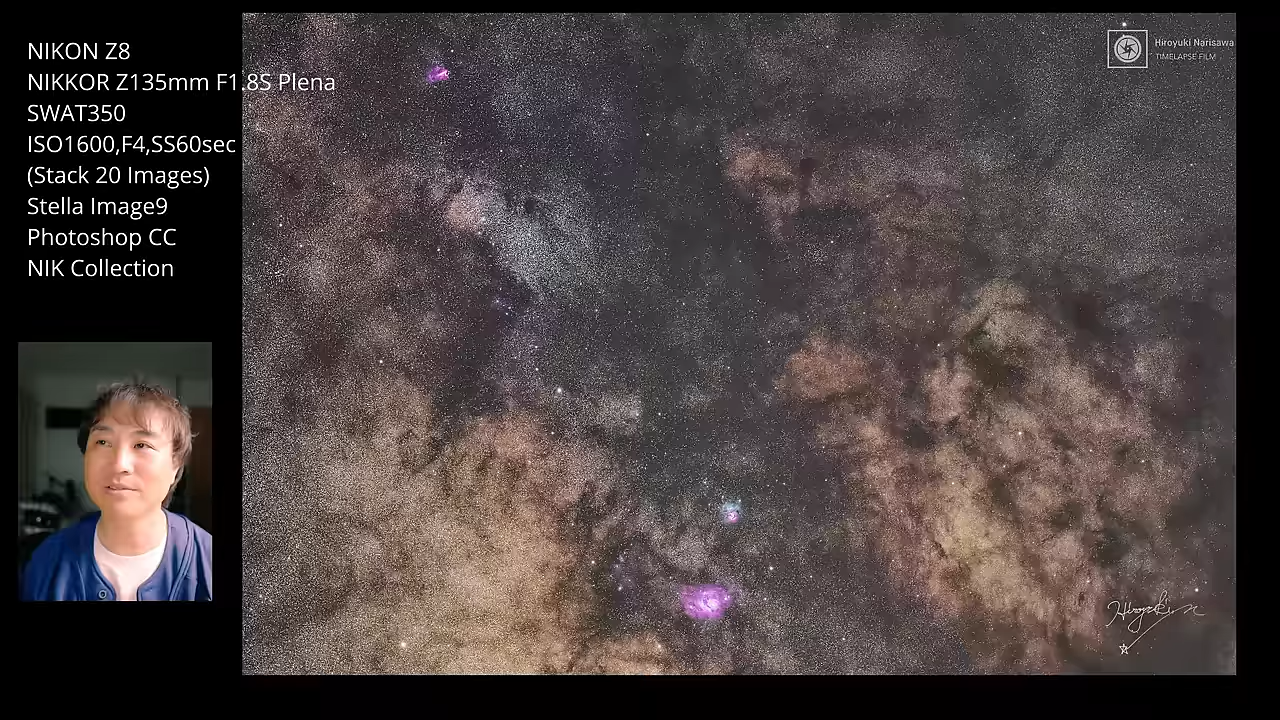 NIKON Z8
NIKKOR Z135mm F1.8S Plena
SWAT350
ISO1600,F4,SS60sec
(Stack 20 Images)
Stella Image9
Photoshop CC
NIK Collection
Hiroyuki Narisawa
TIMELAPSE FILM